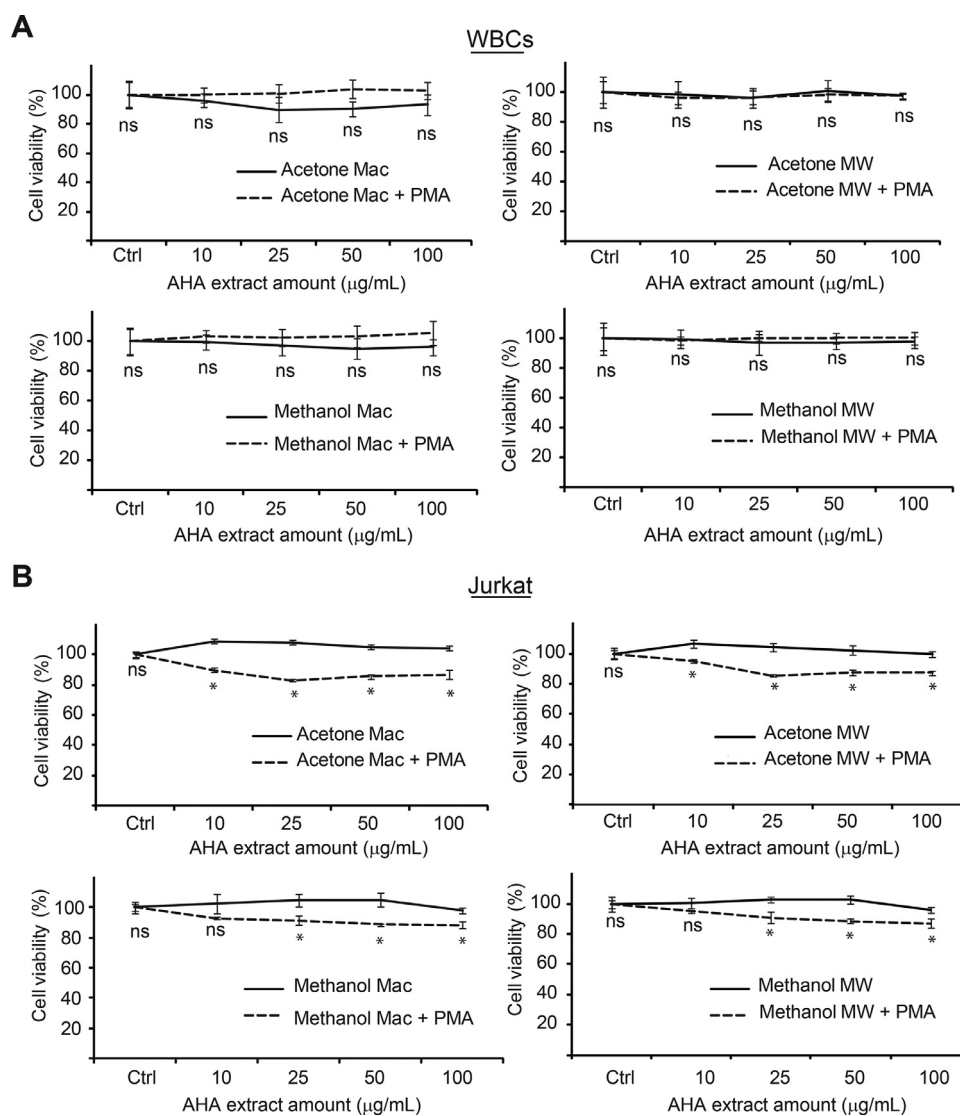 A
WBCs
Cell viability (%)
100
80
60
40
20
ns ns ns ns ns
Acetone Mac
Acetone Mac + PMA
Ctrl 10 25 50 100
AHA extract amount (μg/mL)
Cell viability (%)
100
80
60
40
20
ns ns ns ns ns
Acetone MW
Acetone MW + PMA
Ctrl 10 25 50 100
AHA extract amount (μg/mL)
Cell viability (%)
100
80
60
40
20
ns ns ns ns ns
Methanol Mac
Methanol Mac + PMA
Ctrl 10 25 50 100
AHA extract amount (μg/mL)
Cell viability (%)
100
80
60
40
20
ns ns ns ns ns
Methanol MW
Methanol MW + PMA
Ctrl 10 25 50 100
AHA extract amount (μg/mL)
B
Jurkat
Cell viability (%)
100
80
60
40
20
ns * * * *
Acetone Mac
Acetone Mac + PMA
Ctrl 10 25 50 100
AHA extract amount (μg/mL)
Cell viability (%)
100
80
60
40
20
ns * * * *
Acetone MW
Acetone MW + PMA
Ctrl 10 25 50 100
AHA extract amount (μg/mL)
Cell viability (%)
100
80
60
40
20
ns ns * * *
Methanol Mac
Methanol Mac + PMA
Ctrl 10 25 50 100
AHA extract amount (μg/mL)
Cell viability (%)
100
80
60
40
20
ns ns * * *
Methanol MW
Methanol MW + PMA
Ctrl 10 25 50 100
AHA extract amount (μg/mL)